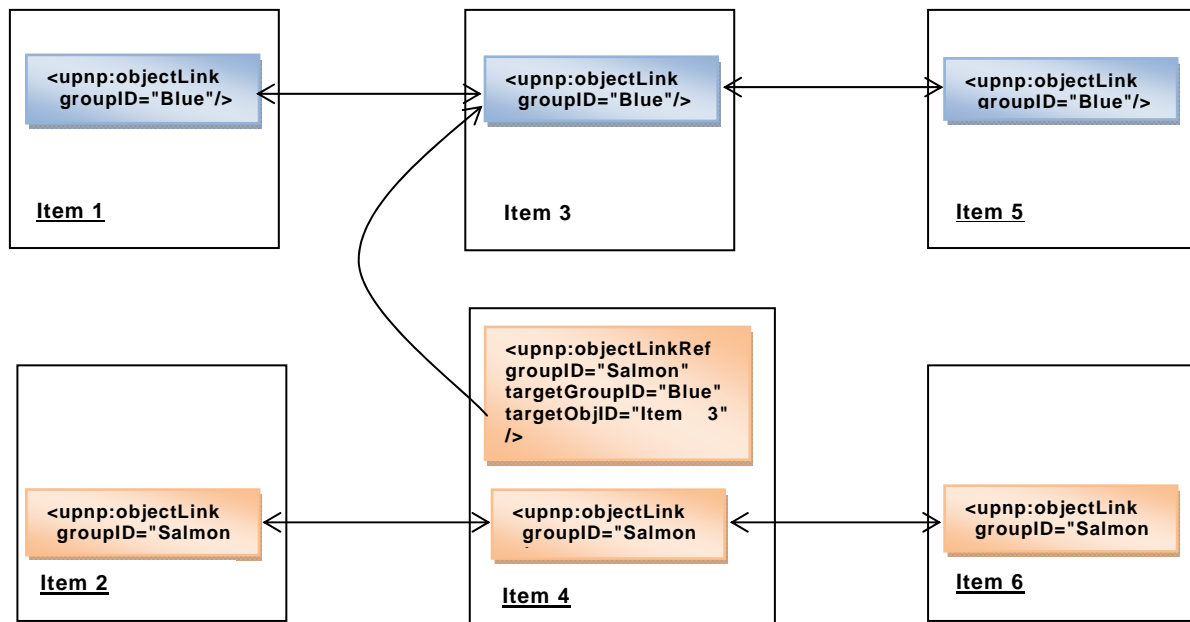 <upnp:objectLink
groupID="Blue"/>
Item 1
<upnp:objectLink
groupID="Blue"/>
Item 3
<upnp:objectLink
groupID="Blue"/>
Item 5
<upnp:objectLink
groupID="Salmon
Item 2
<upnp:objectLinkRef
groupID="Salmon"
targetGroupID="Blue"
targetObjID="Item 3"
/>
<upnp:objectLink
groupID="Salmon
Item 4
<upnp:objectLink
groupID="Salmon
Item 6